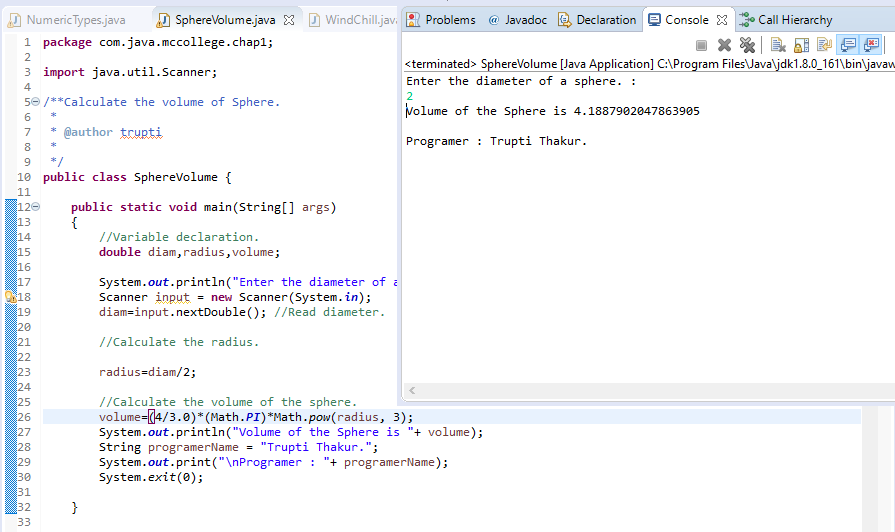 NumericTypes.java
SphereVolume.java
WindChill.java
Problems
@ Javadoc
Declaration
Console
Call Hierarchy
<terminated> SphereVolume [Java Application] C:\Program Files\Java\jdk1.8.0_161\bin\javaw
Enter the diameter of a sphere. :
2
Volume of the Sphere is 4.1887902047863905
Programer : Trupti Thakur.
1 package com.java.mccollege.chap1;
2
3 import java.util.Scanner;
4
5 /**Calculate the volume of Sphere.
6 *
7 * @author trupti
8 *
9 */
10 public class SphereVolume {
11
12 public static void main(String[] args)
13 {
14 //Variable declaration.
15 double diam,radius,volume;
16
17 System.out.println("Enter the diameter of a
18 Scanner input = new Scanner(System.in);
19 diam=input.nextDouble(); //Read diameter.
20
21 //Calculate the radius.
22
23 radius=diam/2;
24
25 //Calculate the volume of the sphere.
26 volume=(4/3.0)*(Math.PI)*Math.pow(radius, 3);
27 System.out.println("Volume of the Sphere is "+ volume);
28 String programerName = "Trupti Thakur.";
29 System.out.print("\nProgramer : "+ programerName);
30 System.exit(0);
31
32 }
33